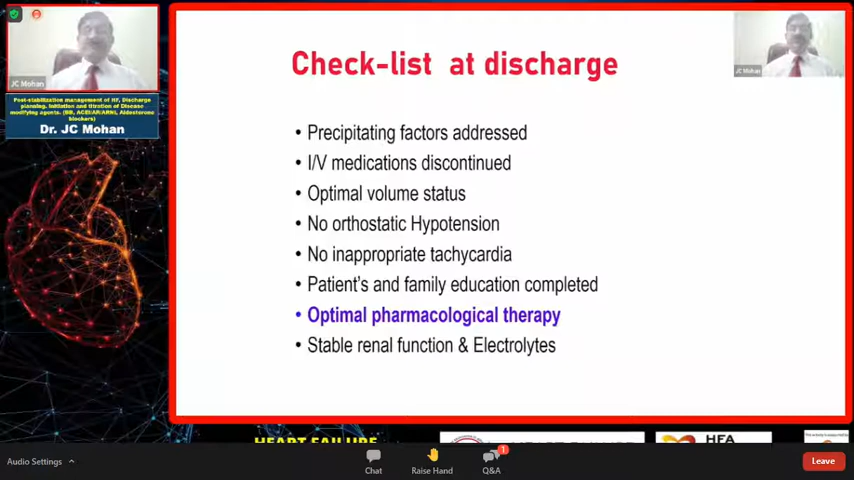 JC Mohan
Post-stabilization management of HF, Discharge
planning. Initiation and titration of Disease
modifying agents. (BB, ACEI/AR/ARNI, Aldosterone
blockers)
Dr. JC Mohan
JC Mohan
Check-list at discharge
• Precipitating factors addressed
• I/V medications discontinued
• Optimal volume status
• No orthostatic Hypotension
• No inappropriate tachycardia
• Patient's and family education completed
• Optimal pharmacological therapy
• Stable renal function & Electrolytes
HEART FAILURE
HFA
Audio Settings
Chat
Raise Hand
1
Q&A
Leave